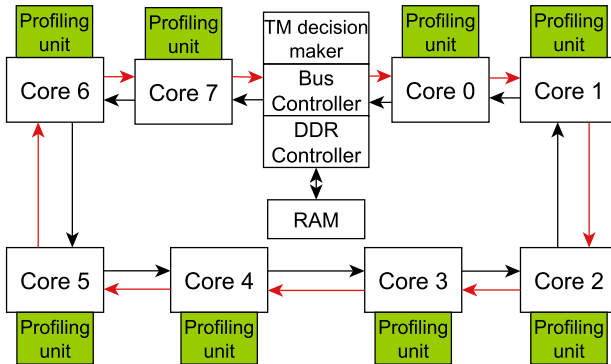 Profiling
unit
Profiling
unit
TM decision
maker
Profiling
unit
Profiling
unit
Core 6
Core 7
Bus
Controller
Core 0
Core 1
DDR
Controller
RAM
Core 5
Core 4
Core 3
Core 2
Profiling
unit
Profiling
unit
Profiling
unit
Profiling
unit